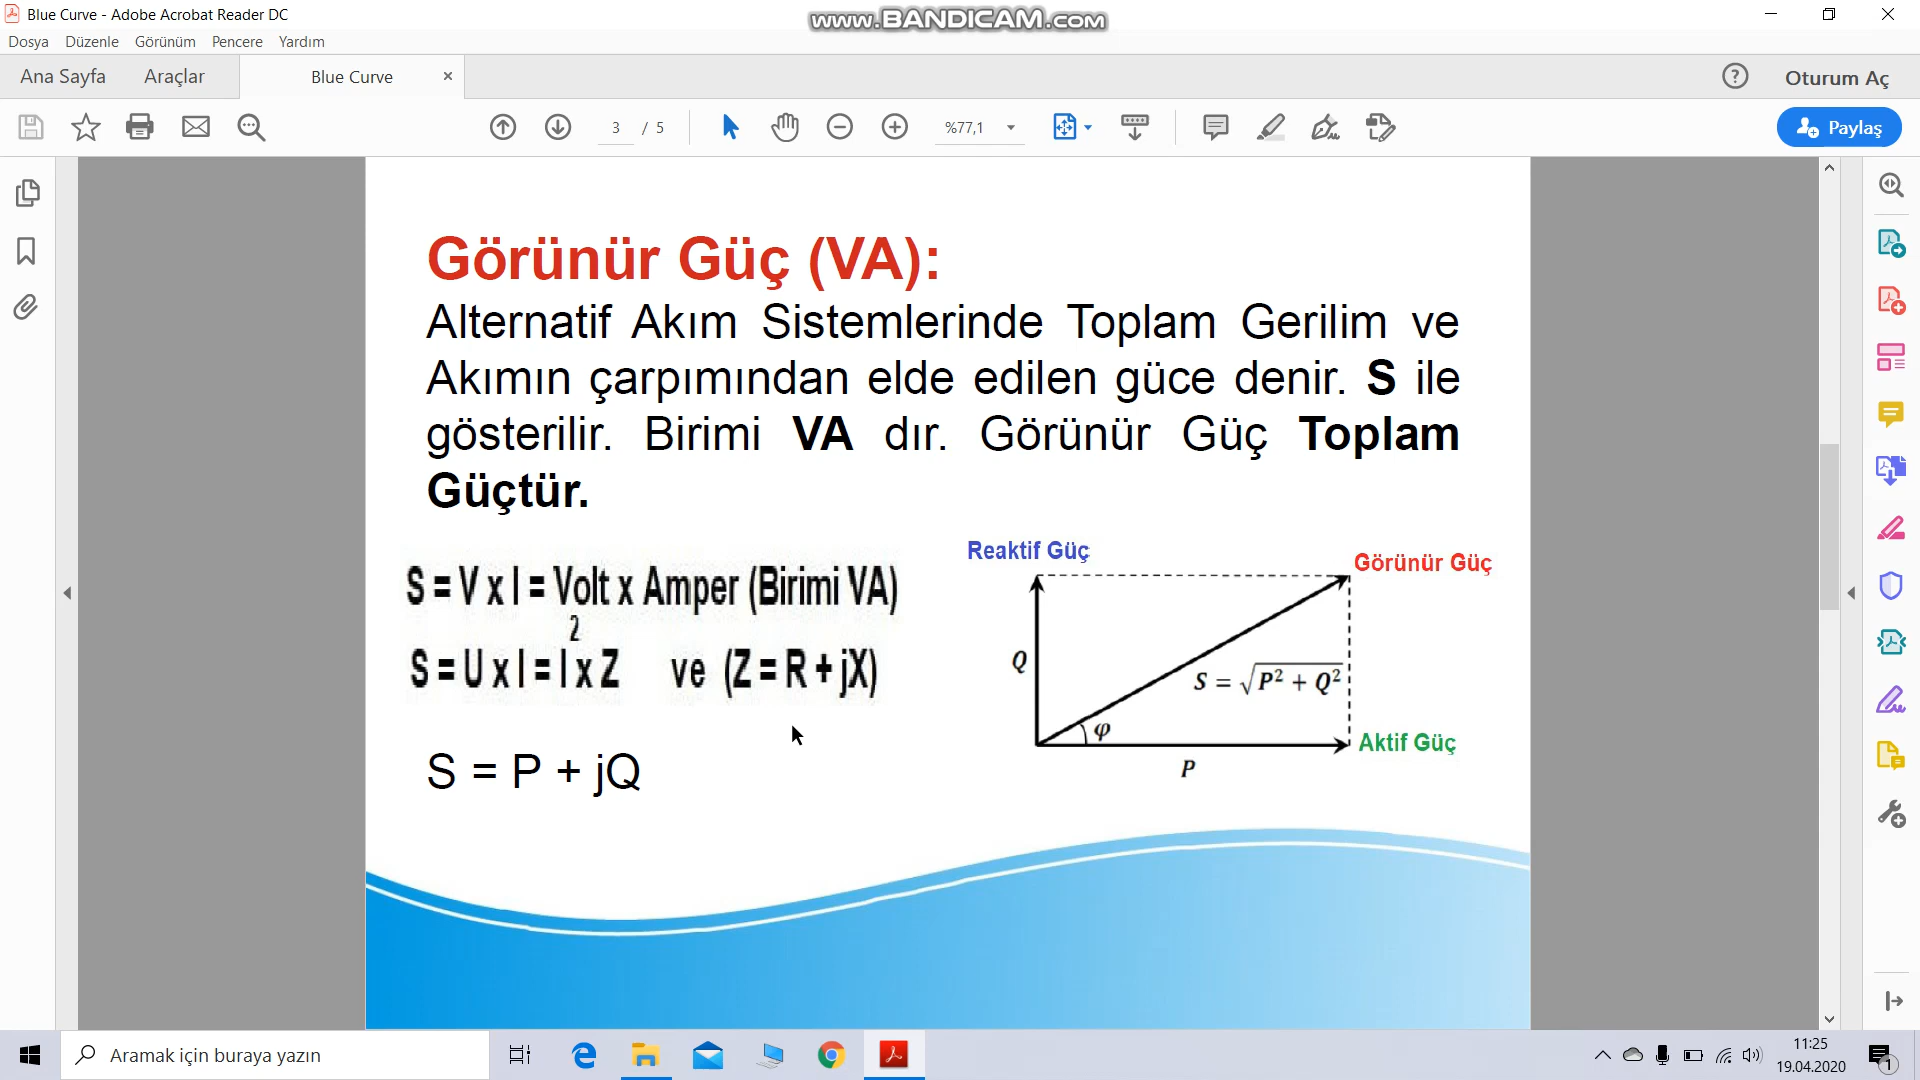 Blue Curve - Adobe Acrobat Reader DC
www.BANDICAM.com
Dosya Düzenle Görünüm Pencere Yardım
Ana Sayfa Araçlar Blue Curve × Oturum Aç
3 / 5 %77,1 Paylaş
Görünür Güç (VA):
Alternatif Akım Sistemlerinde Toplam Gerilim ve
Akımın çarpımından elde edilen güce denir. S ile
gösterilir. Birimi VA dır. Görünür Güç Toplam
Güçtür.
S = V x I = Volt x Amper (Birimi VA)
2
S = U x I = I x Z ve (Z = R + jX)
S = P + jQ
Reaktif Güç
Görünür Güç
Q
S = √P² + Q²
φ
Aktif Güç
P
Aramak için buraya yazın
11:25
19.04.2020
1